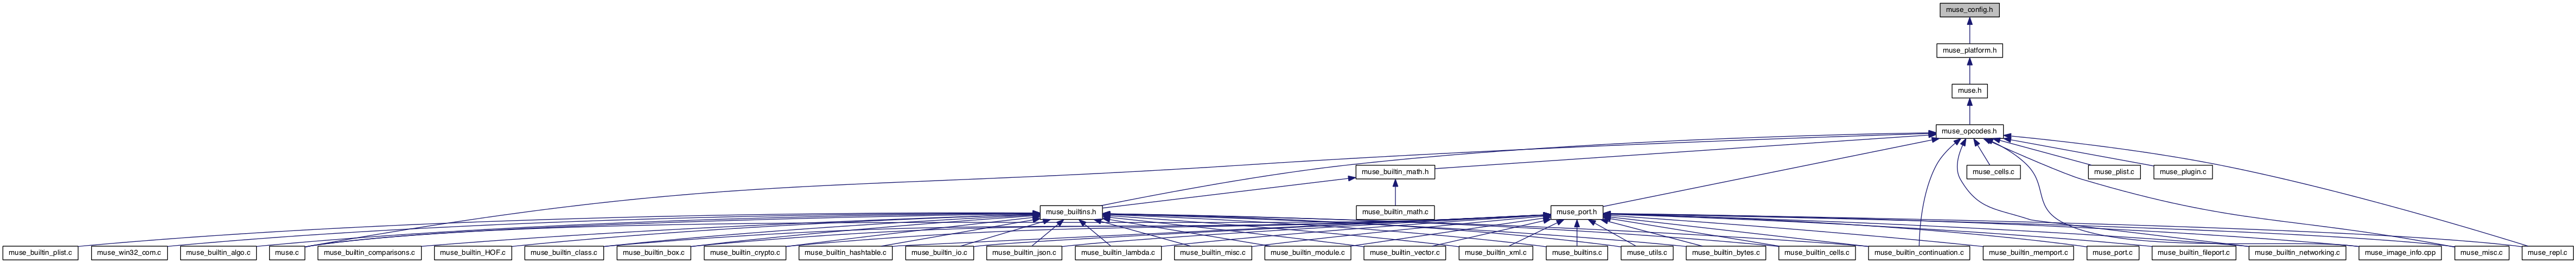 muse_config.h
muse_platform.h
muse.h
muse_opcodes.h
muse_builtin_math.h
muse_cells.c
muse_plist.c
muse_plugin.c
muse_builtins.h
muse_builtin_math.c
muse_port.h
muse_builtin_plist.c
muse_win32_com.c
muse_builtin_algo.c
muse.c
muse_builtin_comparisons.c
muse_builtin_HOF.c
muse_builtin_class.c
muse_builtin_box.c
muse_builtin_crypto.c
muse_builtin_hashtable.c
muse_builtin_io.c
muse_builtin_json.c
muse_builtin_lambda.c
muse_builtin_misc.c
muse_builtin_module.c
muse_builtin_vector.c
muse_builtin_xml.c
muse_builtins.c
muse_utils.c
muse_builtin_bytes.c
muse_builtin_cells.c
muse_builtin_continuation.c
muse_builtin_memport.c
muse_port.c
muse_builtin_fileport.c
muse_builtin_networking.c
muse_image_info.cpp
muse_misc.c
muse_repl.c